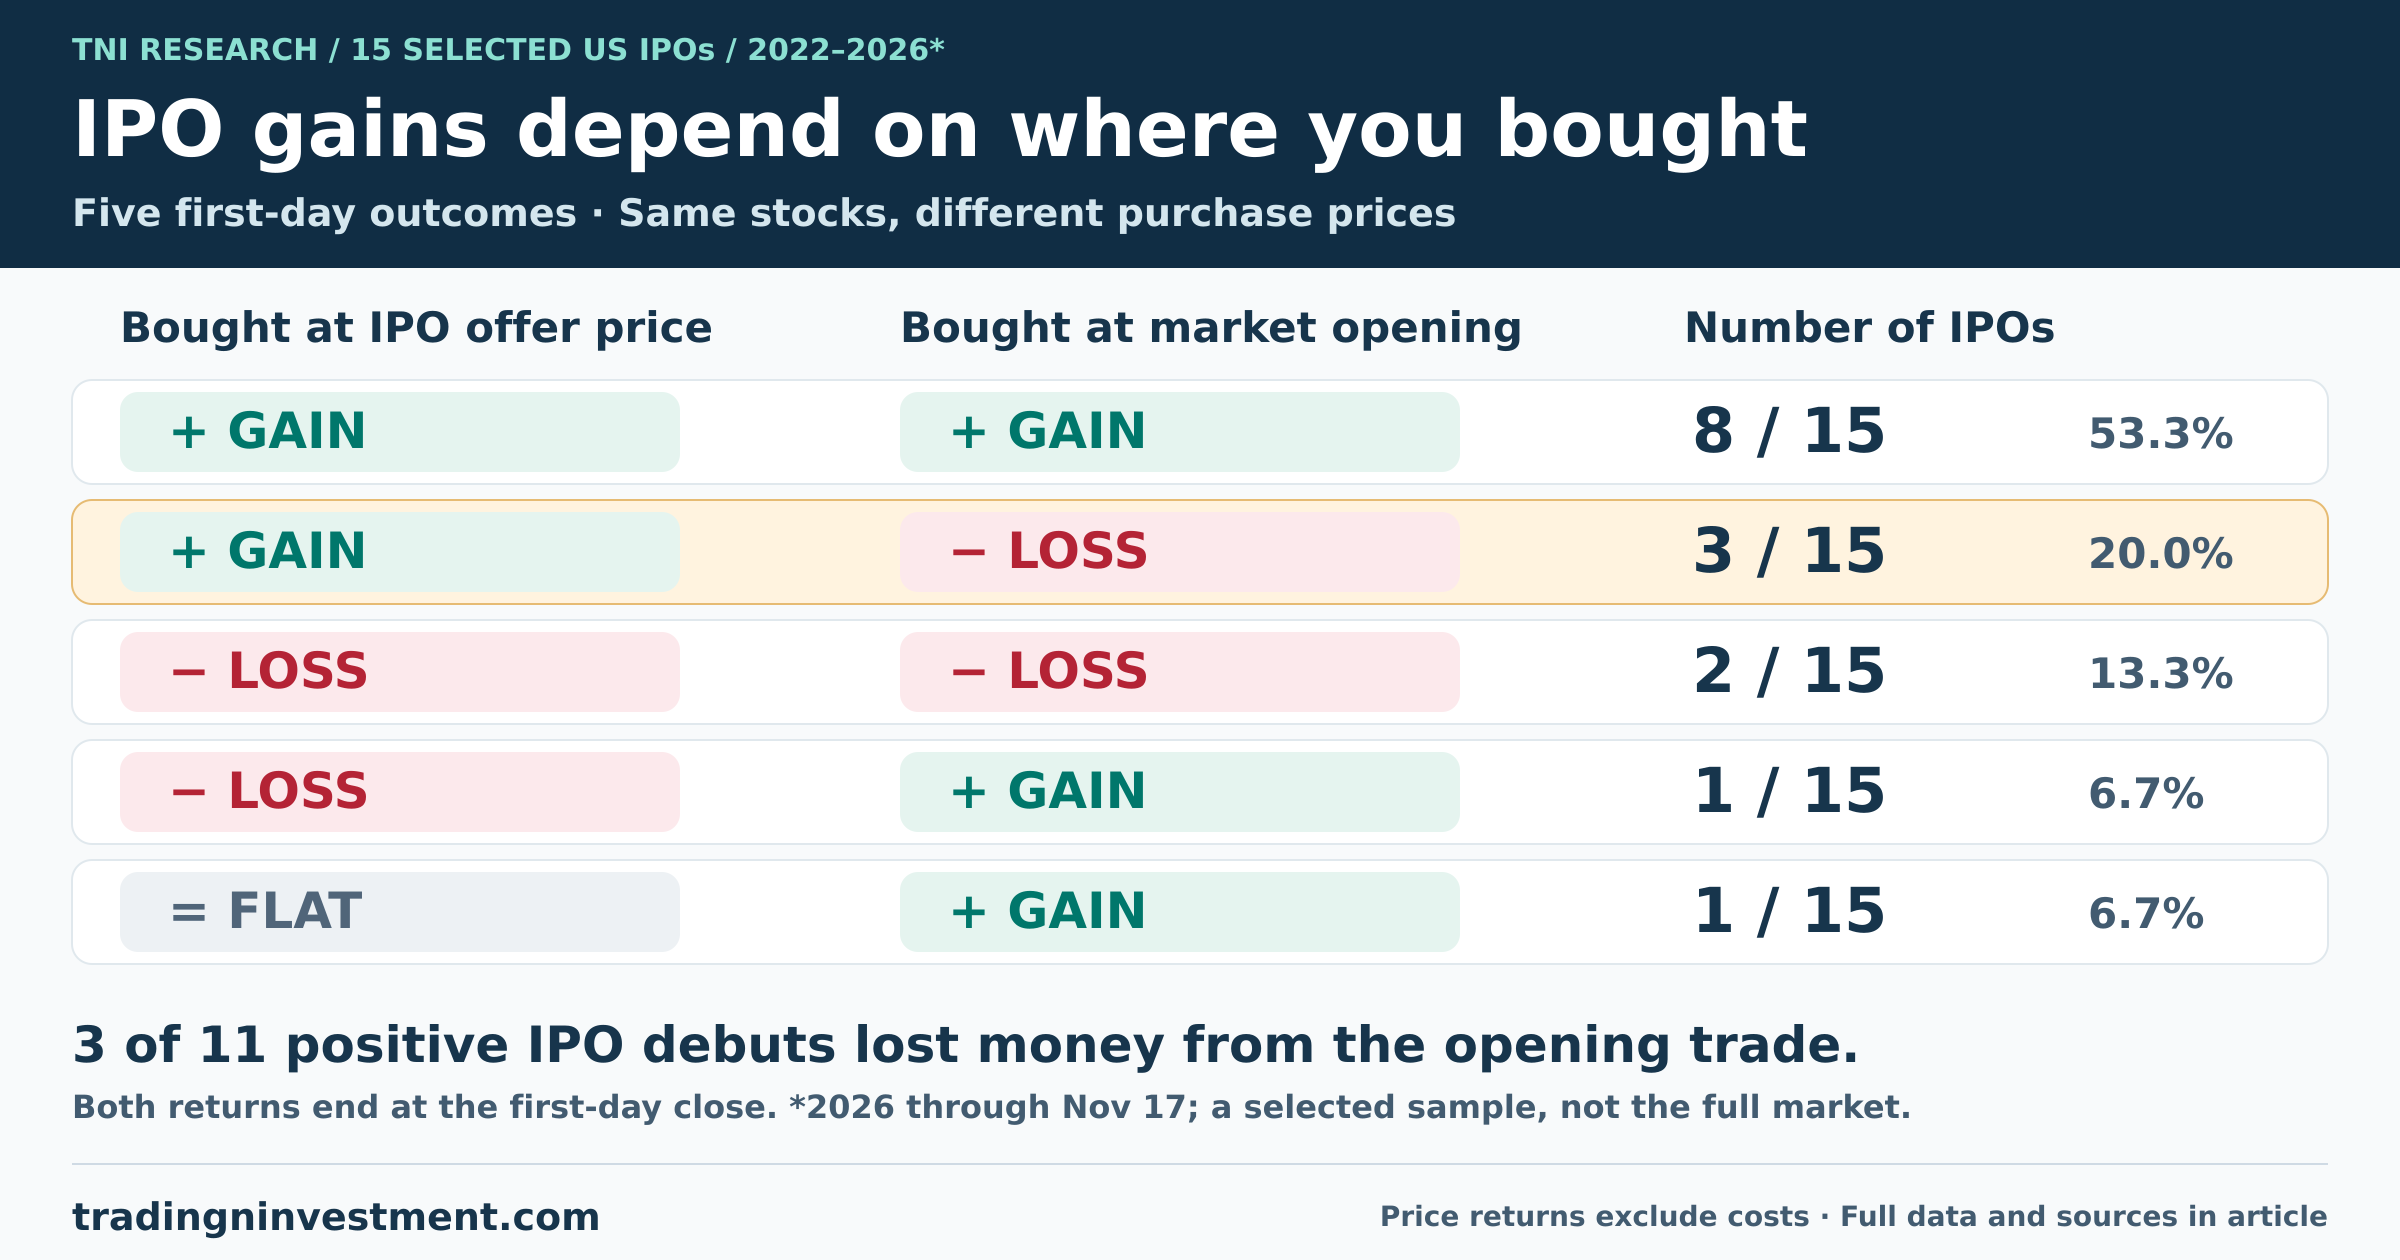 TNI RESEARCH / 15 SELECTED US IPOs / 2022–2026*
IPO gains depend on where you bought
Five first-day outcomes · Same stocks, different purchase prices
Bought at IPO offer price Bought at market opening Number of IPOs
+ GAIN + GAIN 8 / 15 53.3%
+ GAIN − LOSS 3 / 15 20.0%
− LOSS − LOSS 2 / 15 13.3%
− LOSS + GAIN 1 / 15 6.7%
= FLAT + GAIN 1 / 15 6.7%
3 of 11 positive IPO debuts lost money from the opening trade.
Both returns end at the first-day close. *2026 through Nov 17; a selected sample, not the full market.
tradingninvestment.com Price returns exclude costs · Full data and sources in article